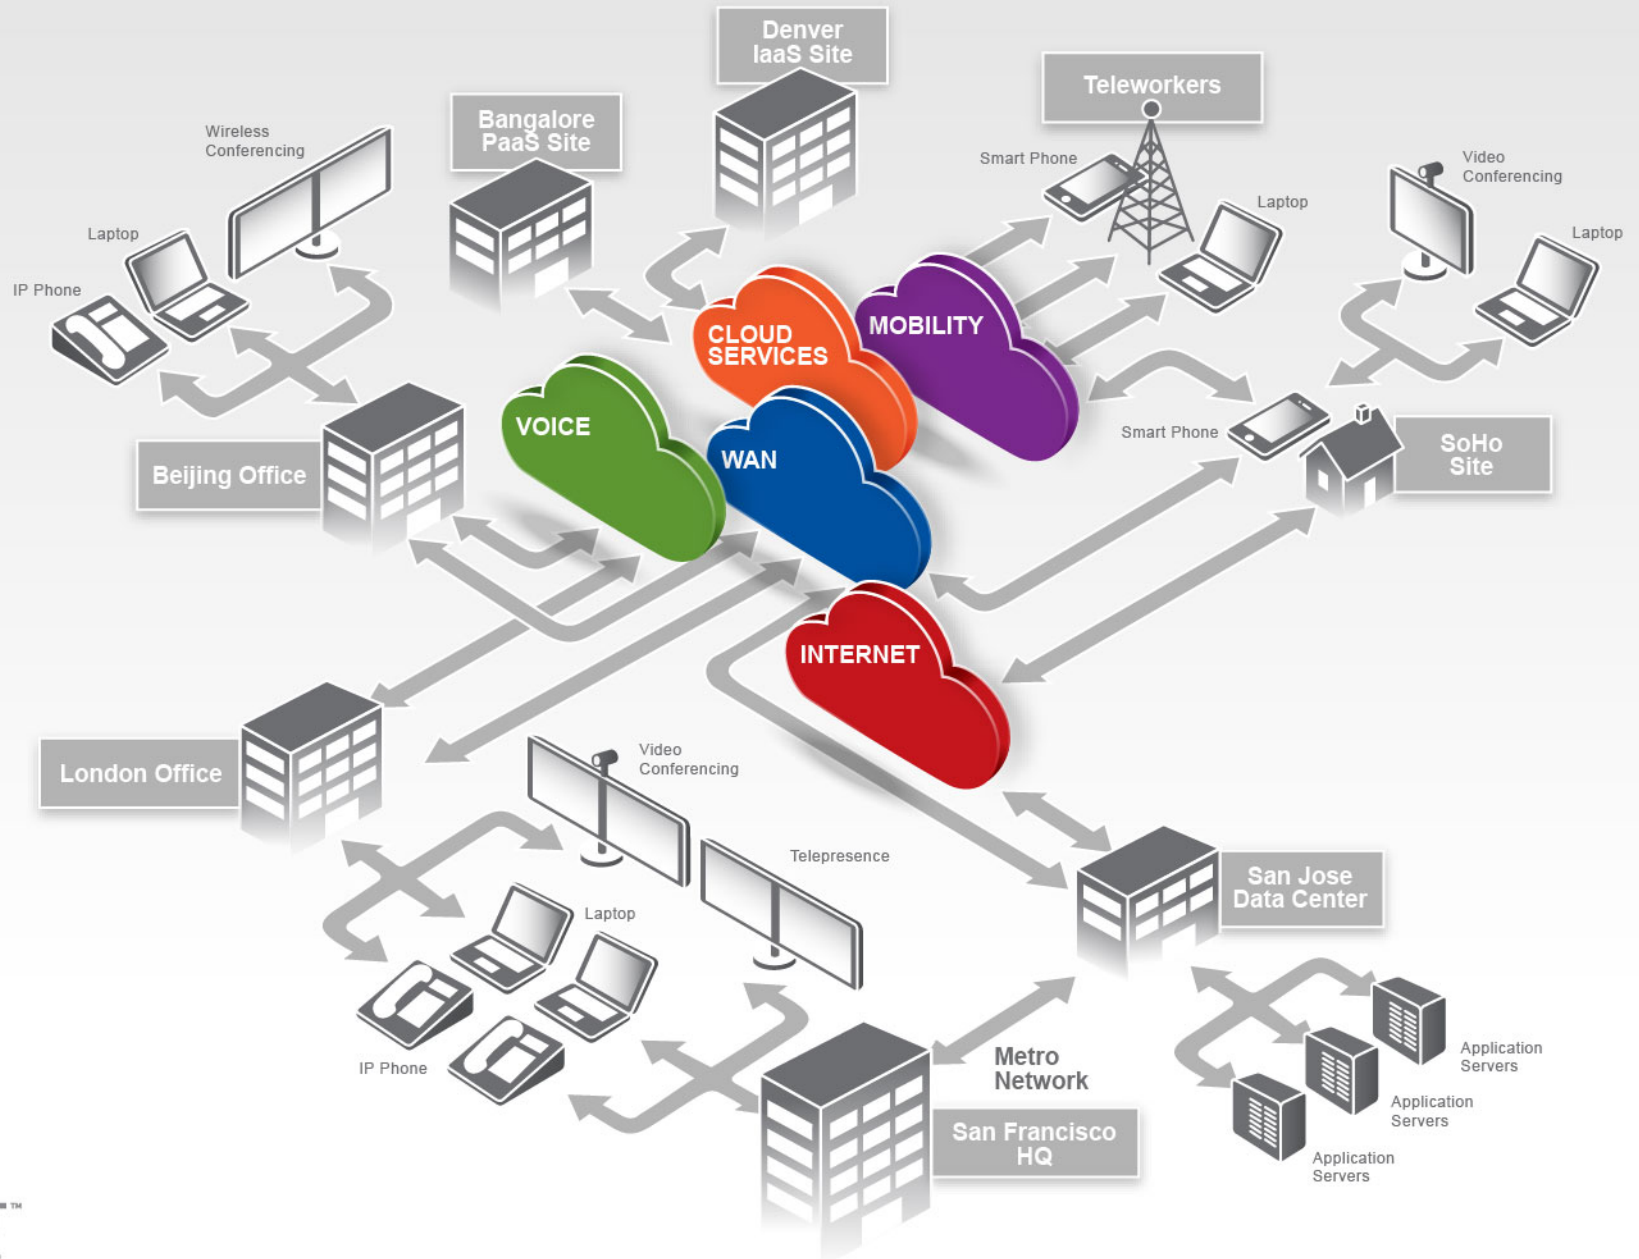 Denver
IaaS Site
Teleworkers
Bangalore
PaaS Site
Wireless
Conferencing
Smart Phone
Video
Conferencing
Laptop
Laptop
Laptop
IP Phone
CLOUD
SERVICES
MOBILITY
VOICE
WAN
Smart Phone
SoHo
Site
Beijing Office
INTERNET
London Office
Video
Conferencing
Telepresence
San Jose
Data Center
Laptop
IP Phone
Metro
Network
San Francisco
HQ
Application
Servers
Application
Servers
Application
Servers
TM